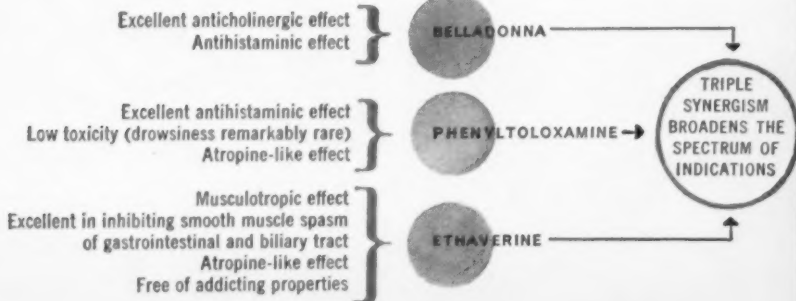 Excellent anticholinergic effect
Antihistaminic effect
BELLADONNA
Excellent antihistaminic effect
Low toxicity (drowsiness remarkably rare)
Atropine-like effect
PHENYLTOLOXAMINE
Musculotropic effect
Excellent in inhibiting smooth muscle spasm
of gastrointestinal and biliary tract
Atropine-like effect
Free of addicting properties
ETHAVERINE
TRIPLE
SYNERGISM
BROADENS THE
SPECTRUM OF
INDICATIONS